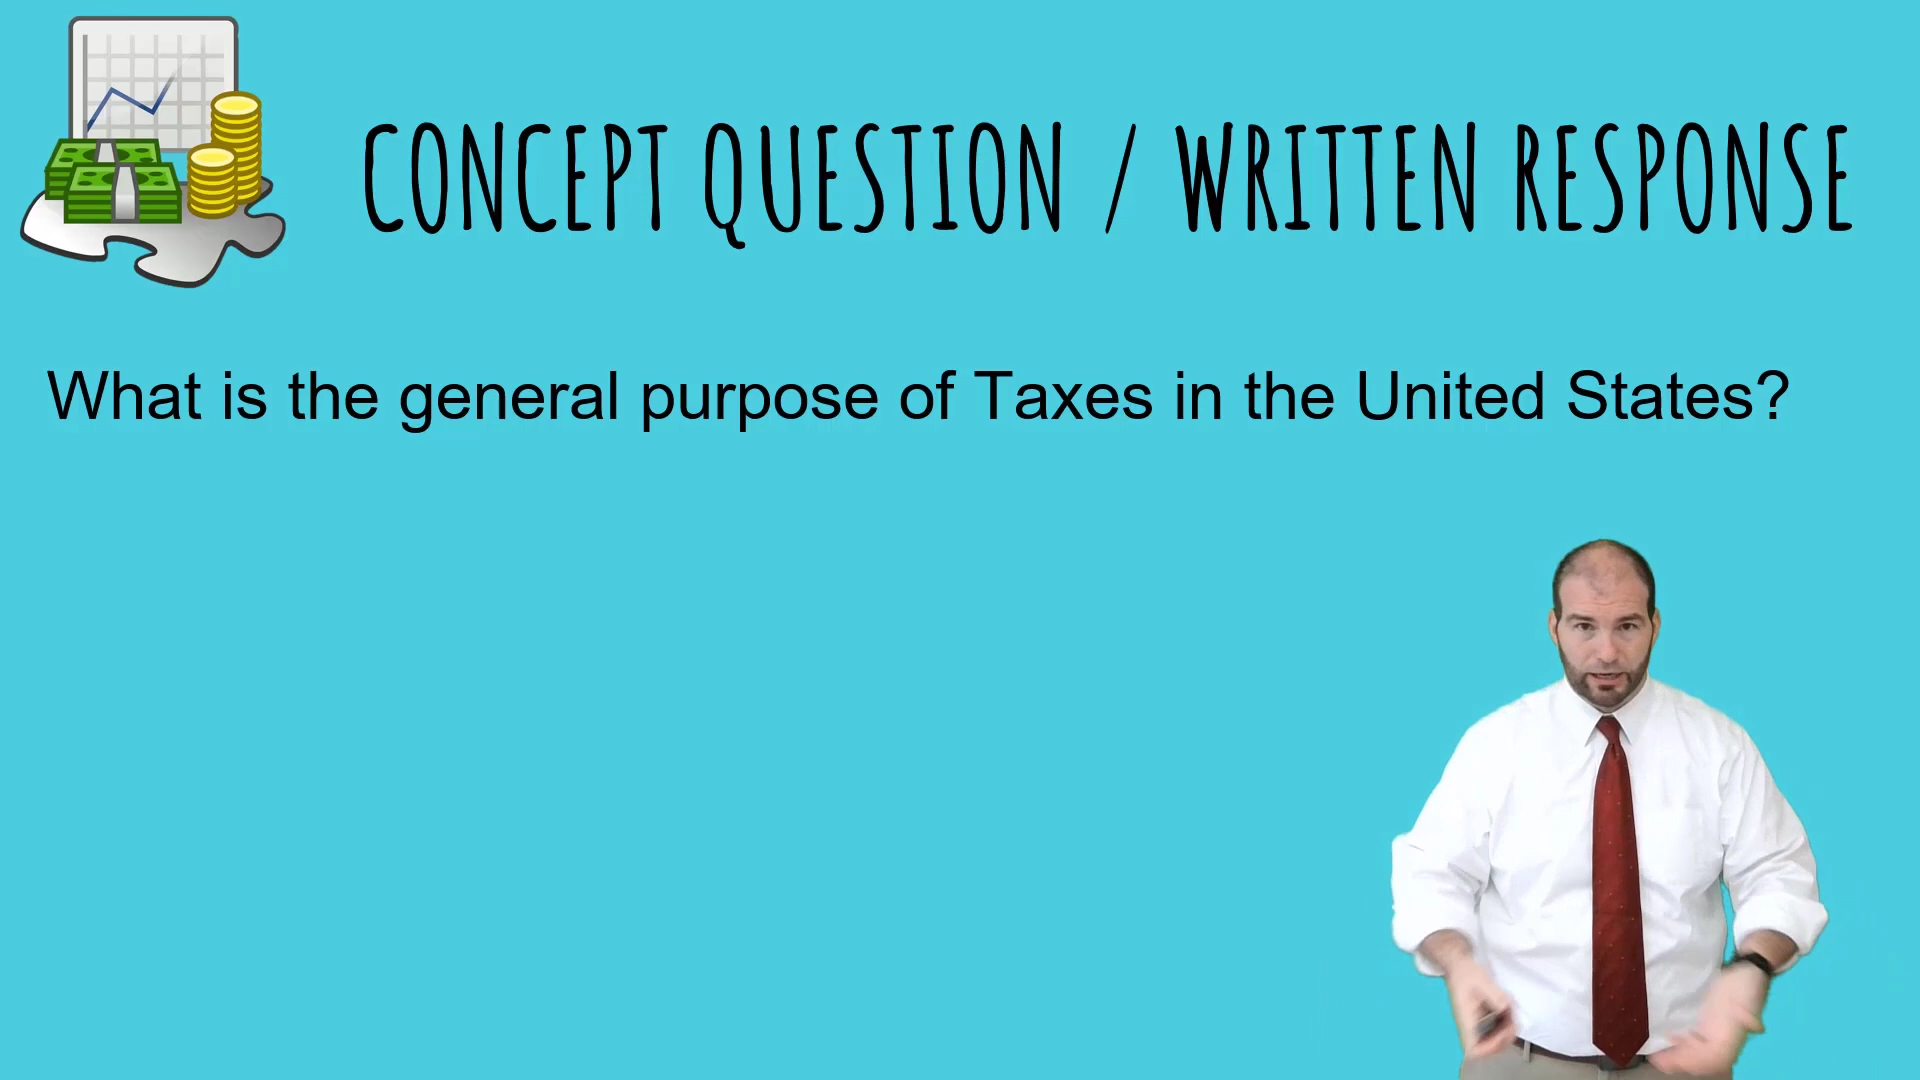 CONCEPT QUESTION / WRITTEN RESPONSE
What is the general purpose of Taxes in the United States?